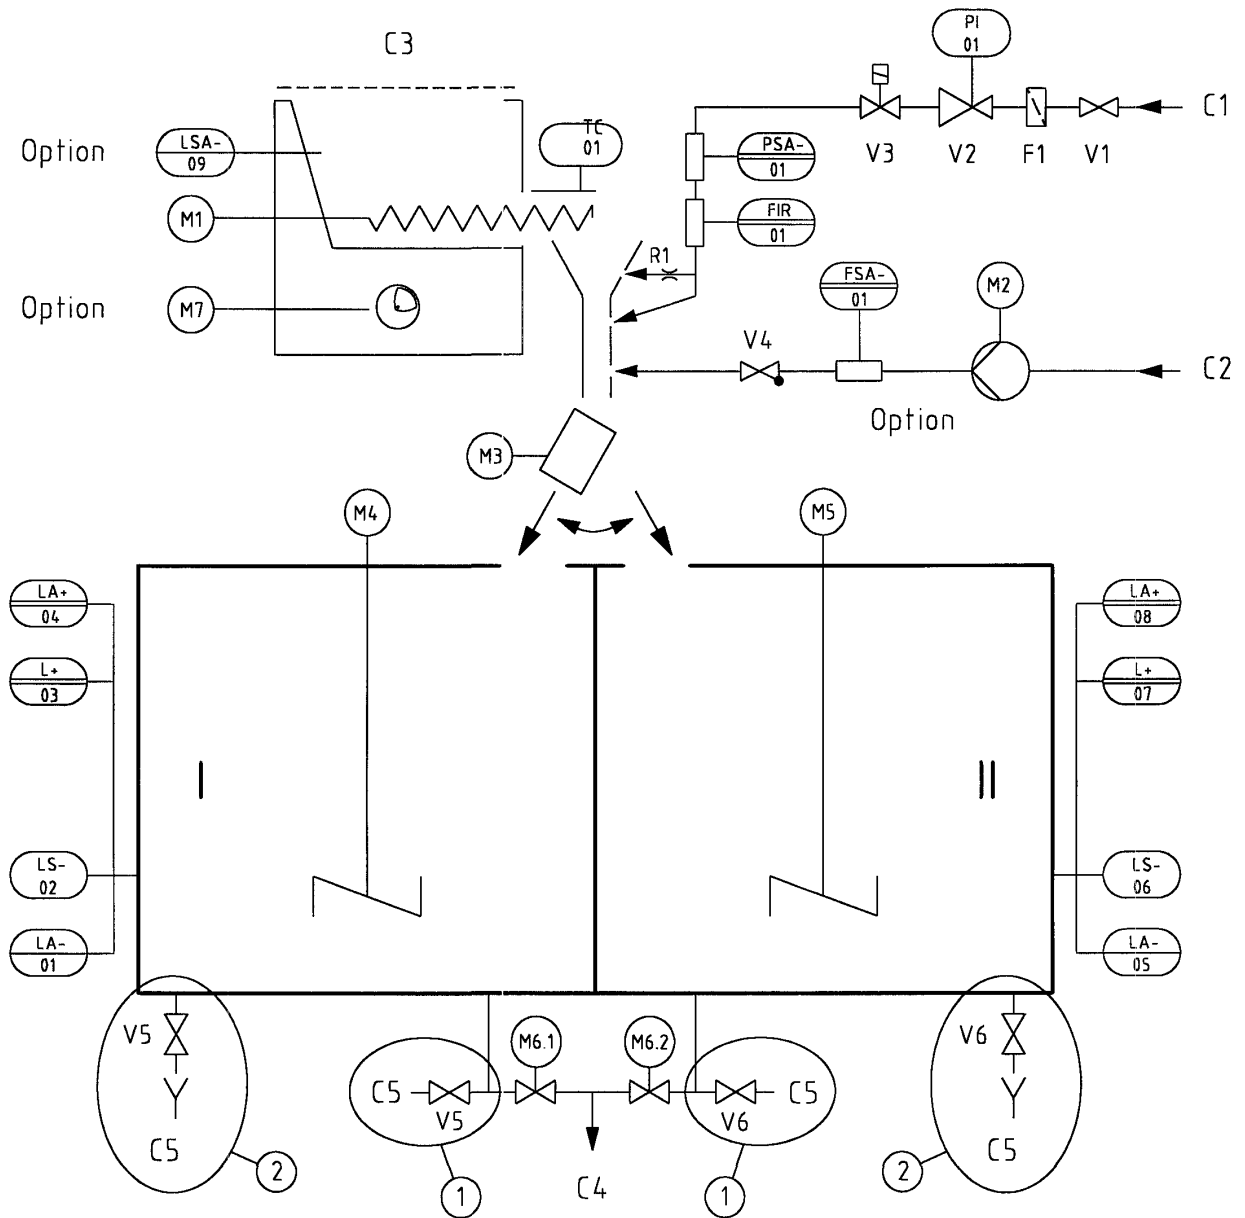 C3
PI
01
C1
Option
LSA-
09
TC
01
PSA-
01
V3
V2
F1
V1
M1
FIR
01
R1
FSA-
01
M2
Option
M7
V4
C2
Option
M3
M4
M5
LA+
04
LA+
08
L+
03
L+
07
I
II
LS-
02
LS-
06
LA-
01
LA-
05
V5
M6.1
M6.2
V6
C5
C5
V5
V6
C5
C5
2
1
C4
1
2